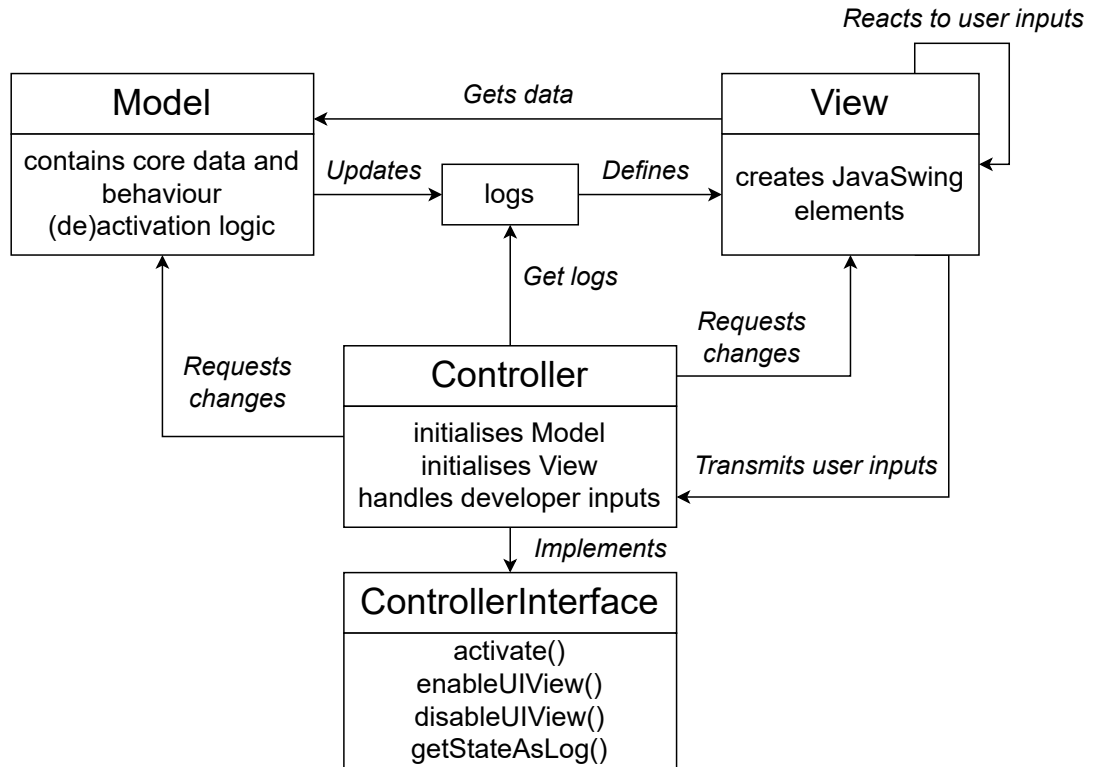 Reacts to user inputs
Model
contains core data and
behaviour
(de)activation logic
Gets data
Updates
logs
Defines
View
creates JavaSwing
elements
Get logs
Requests
changes
Requests
changes
Controller
initialises Model
initialises View
handles developer inputs
Transmits user inputs
Implements
ControllerInterface
activate()
enableUIView()
disableUIView()
getStateAsLog()